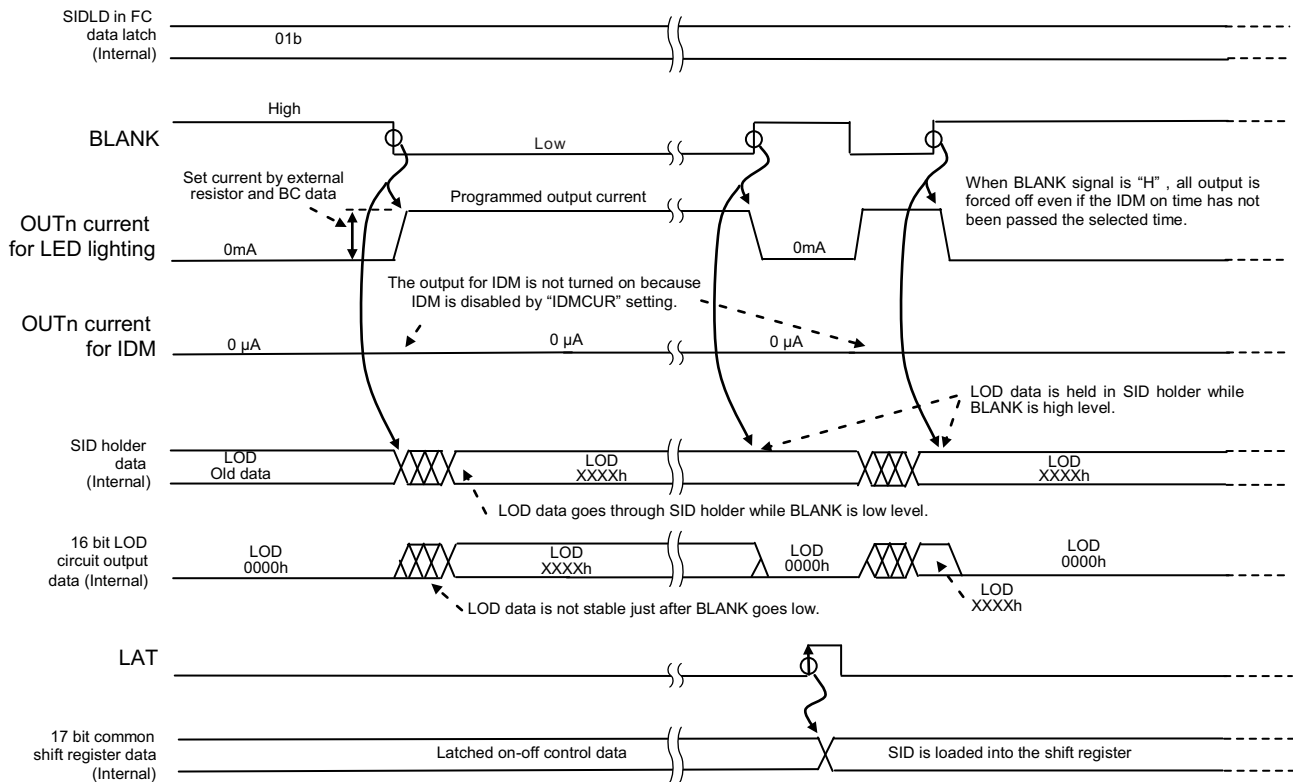 SIDLD in FC
data latch
(Internal)
01b
High
BLANK
Low
Set current by external
resistor and BC data
Programmed output current
When BLANK signal is “H” , all output is
forced off even if the IDM on time has not
been passed the selected time.
OUTn current
for LED lighting
0mA
0mA
The output for IDM is not turned on because
IDM is disabled by “IDMCUR” setting.
OUTn current
for IDM
0 µA
0 µA
0 µA
LOD data is held in SID holder while
BLANK is high level.
SID holder
data
(Internal)
LOD
Old data
LOD
XXXXh
LOD
XXXXh
LOD data goes through SID holder while BLANK is low level.
16 bit LOD
circuit output
data (Internal)
LOD
0000h
LOD
XXXXh
LOD
0000h
LOD
0000h
LOD
XXXXh
LOD data is not stable just after BLANK goes low.
LAT
17 bit common
shift register data
(Internal)
Latched on-off control data
SID is loaded into the shift register